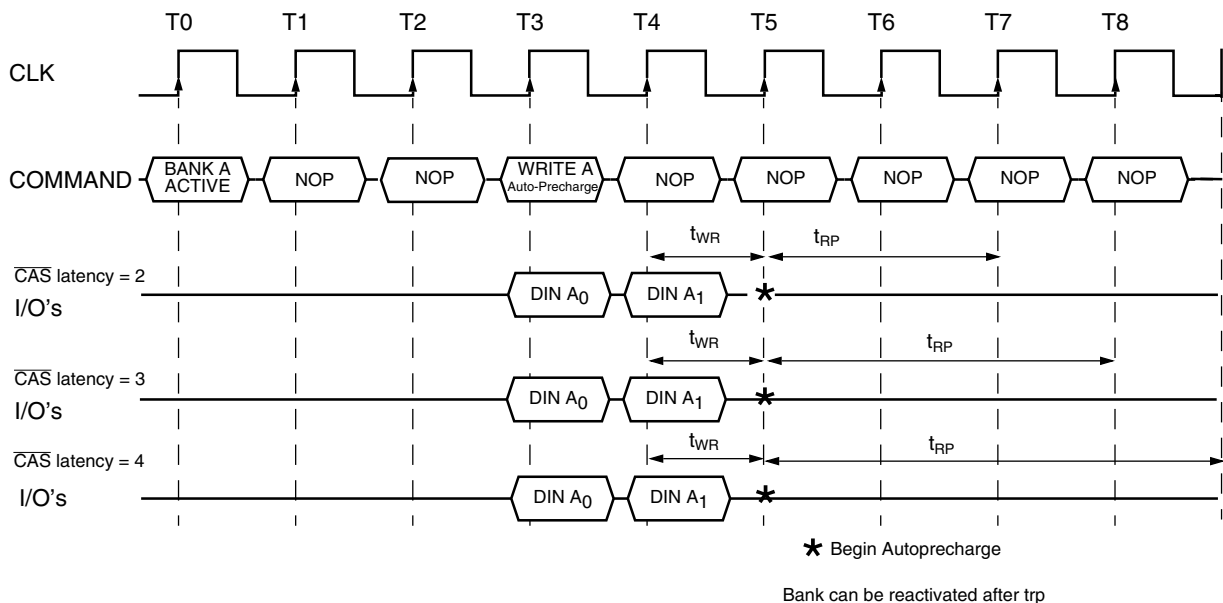 T0 T1 T2 T3 T4 T5 T6 T7 T8
CLK
COMMAND
BANK A
ACTIVE
NOP
NOP
WRITE A
Auto-Precharge
NOP
NOP
NOP
NOP
NOP
tWR
tRP
CAS latency = 2
I/O's
DIN A0
DIN A1
*
tWR
tRP
CAS latency = 3
I/O's
DIN A0
DIN A1
*
tWR
tRP
CAS latency = 4
I/O's
DIN A0
DIN A1
*
* Begin Autoprecharge
Bank can be reactivated after trp